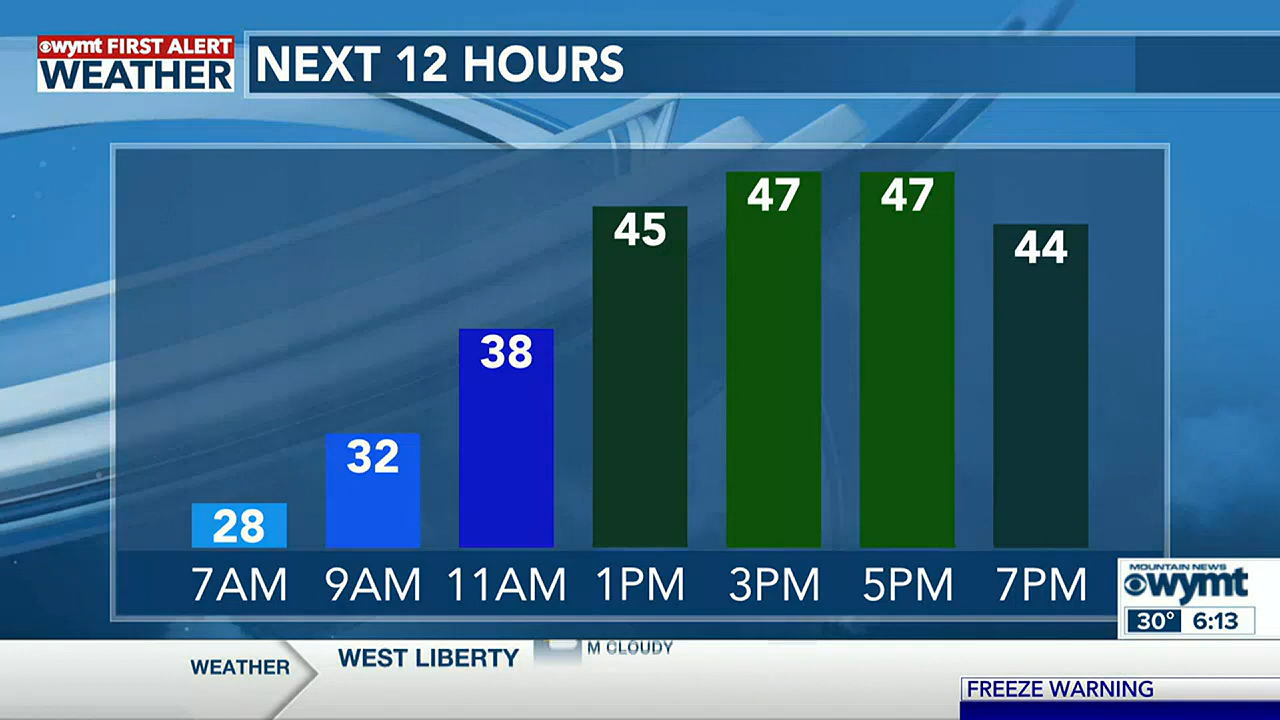 wymt FIRST ALERT
WEATHER
NEXT 12 HOURS
28
32
38
45
47
47
44
7AM
9AM
11AM
1PM
3PM
5PM
7PM
MOUNTAIN NEWS
wymt
30° 6:13
WEATHER
WEST LIBERTY
M CLOUDY
FREEZE WARNING